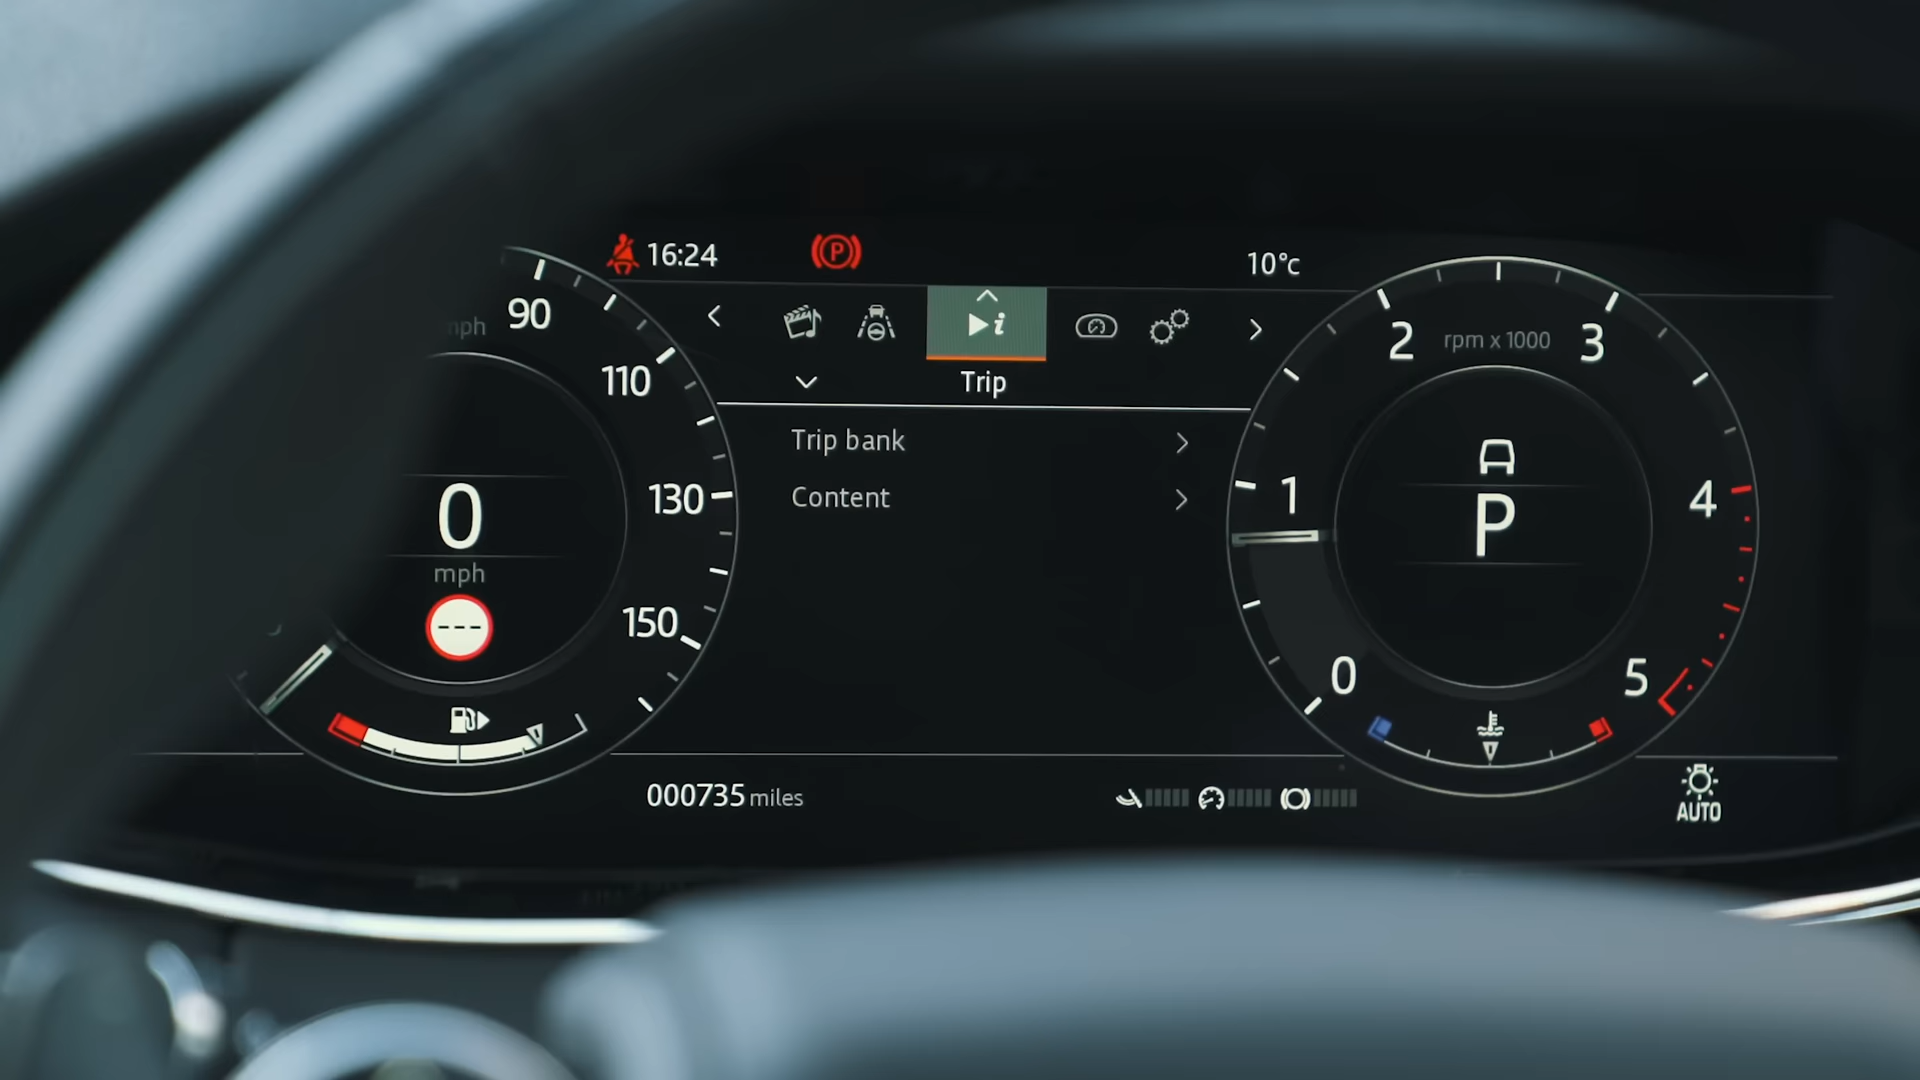 16:24
P
10°c
mph
90
110
130
150
0
mph
---
i
Trip
Trip bank
Content
2
rpm x 1000
3
1
4
P
0
5
000735 miles
AUTO